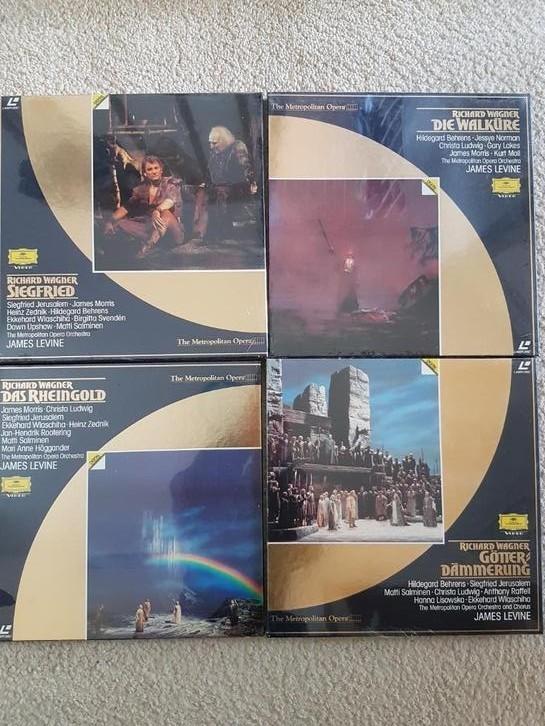 RICHARD WAGNER
SIEGFRIED
Siegfried Jerusalem · James Morris
Heinz Zednik · Hildegard Behrens
Ekkehard Wlaschiha · Birgitta Svendén
Dawn Upshaw · Matti Salminen
The Metropolitan Opera Orchestra
JAMES LEVINE
VIDEO
The Metropolitan Opera
The Metropolitan Opera
RICHARD WAGNER
DIE WALKÜRE
Hildegard Behrens · Jessye Norman
Christa Ludwig · Gary Lakes
James Morris · Kurt Moll
The Metropolitan Opera Orchestra
JAMES LEVINE
VIDEO
RICHARD WAGNER
DAS RHEINGOLD
James Morris · Christa Ludwig
Siegfried Jerusalem
Ekkehard Wlaschiha · Heinz Zednik
Jan-Hendrik Rootering
Matti Salminen
Mari Anne Häggander
The Metropolitan Opera Orchestra
JAMES LEVINE
VIDEO
The Metropolitan Opera
VIDEO
RICHARD WAGNER
GÖTTER-
DÄMMERUNG
Hildegard Behrens · Siegfried Jerusalem
Matti Salminen · Christa Ludwig · Anthony Raffell
Hanna Lisowska · Ekkehard Wlaschiha
The Metropolitan Opera Orchestra and Chorus
JAMES LEVINE
The Metropolitan Opera